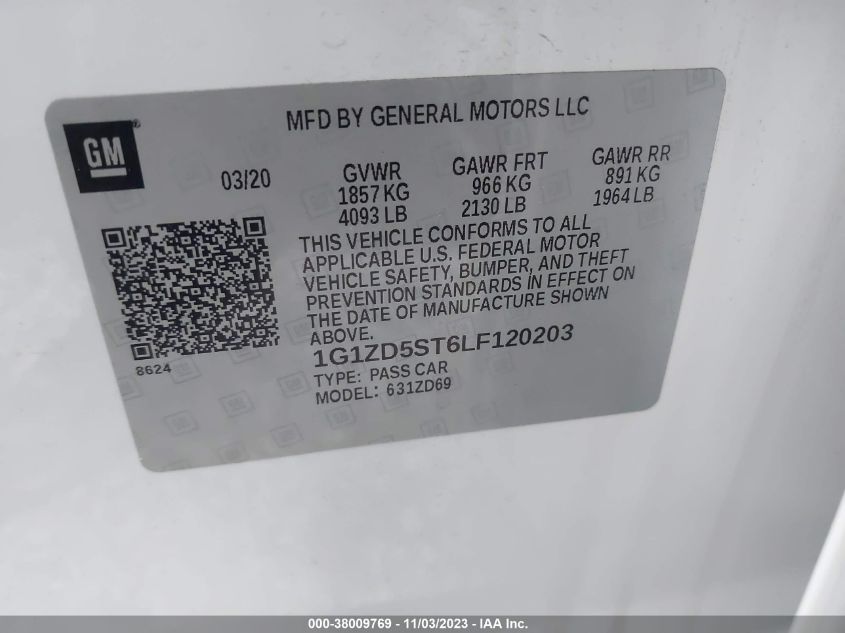 MFD BY GENERAL MOTORS LLC
GM®
03/20
GVWR
1857 KG
4093 LB
GAWR FRT
966 KG
2130 LB
GAWR RR
891 KG
1964 LB
THIS VEHICLE CONFORMS TO ALL
APPLICABLE U.S. FEDERAL MOTOR
VEHICLE SAFETY, BUMPER, AND THEFT
PREVENTION STANDARDS IN EFFECT ON
THE DATE OF MANUFACTURE SHOWN
ABOVE.
1G1ZD5ST6LF120203
8624
TYPE: PASS CAR
MODEL: 631ZD69
000-38009769 - 11/03/2023 - IAA Inc.